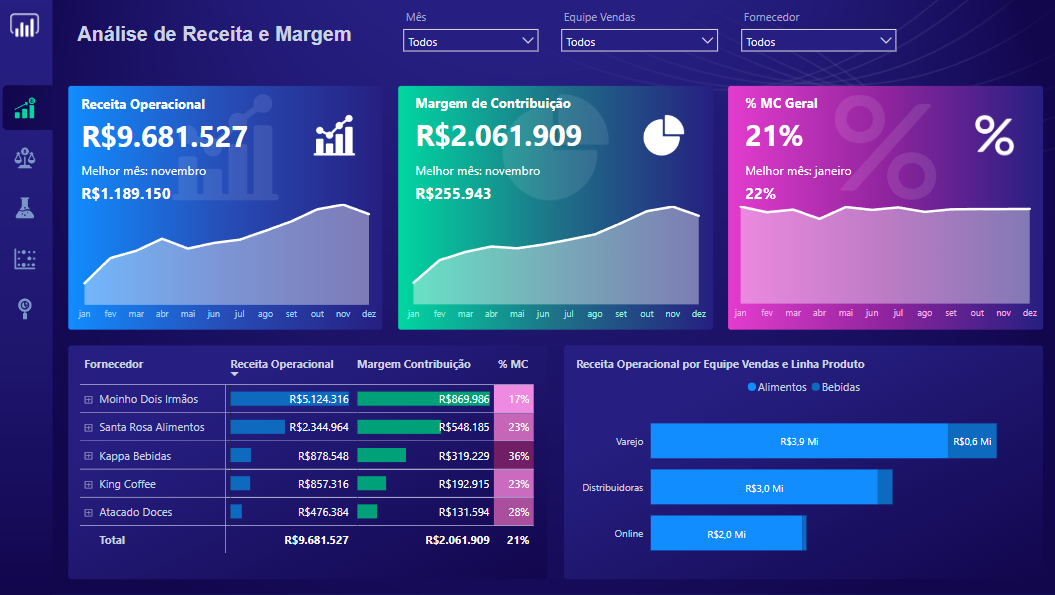 Análise de Receita e Margem
Mês
Todos
Equipe Vendas
Todos
Fornecedor
Todos
Receita Operacional
R$9.681.527
Melhor mês: novembro
R$1.189.150
jan fev mar abr mai jun jul ago set out nov dez
Margem de Contribuição
R$2.061.909
Melhor mês: novembro
R$255.943
jan fev mar abr mai jun jul ago set out nov dez
% MC Geral
21%
%
Melhor mês: janeiro
22%
jan fev mar abr mai jun jul ago set out nov dez
Fornecedor Receita Operacional Margem Contribuição % MC
Moinho Dois Irmãos R$5.124.316 R$869.986 17%
Santa Rosa Alimentos R$2.344.964 R$548.185 23%
Kappa Bebidas R$878.548 R$319.229 36%
King Coffee R$857.316 R$192.915 23%
Atacado Doces R$476.384 R$131.594 28%
Total R$9.681.527 R$2.061.909 21%
Receita Operacional por Equipe Vendas e Linha Produto
Alimentos Bebidas
Varejo R$3,9 Mi R$0,6 Mi
Distribuidoras R$3,0 Mi
Online R$2,0 Mi